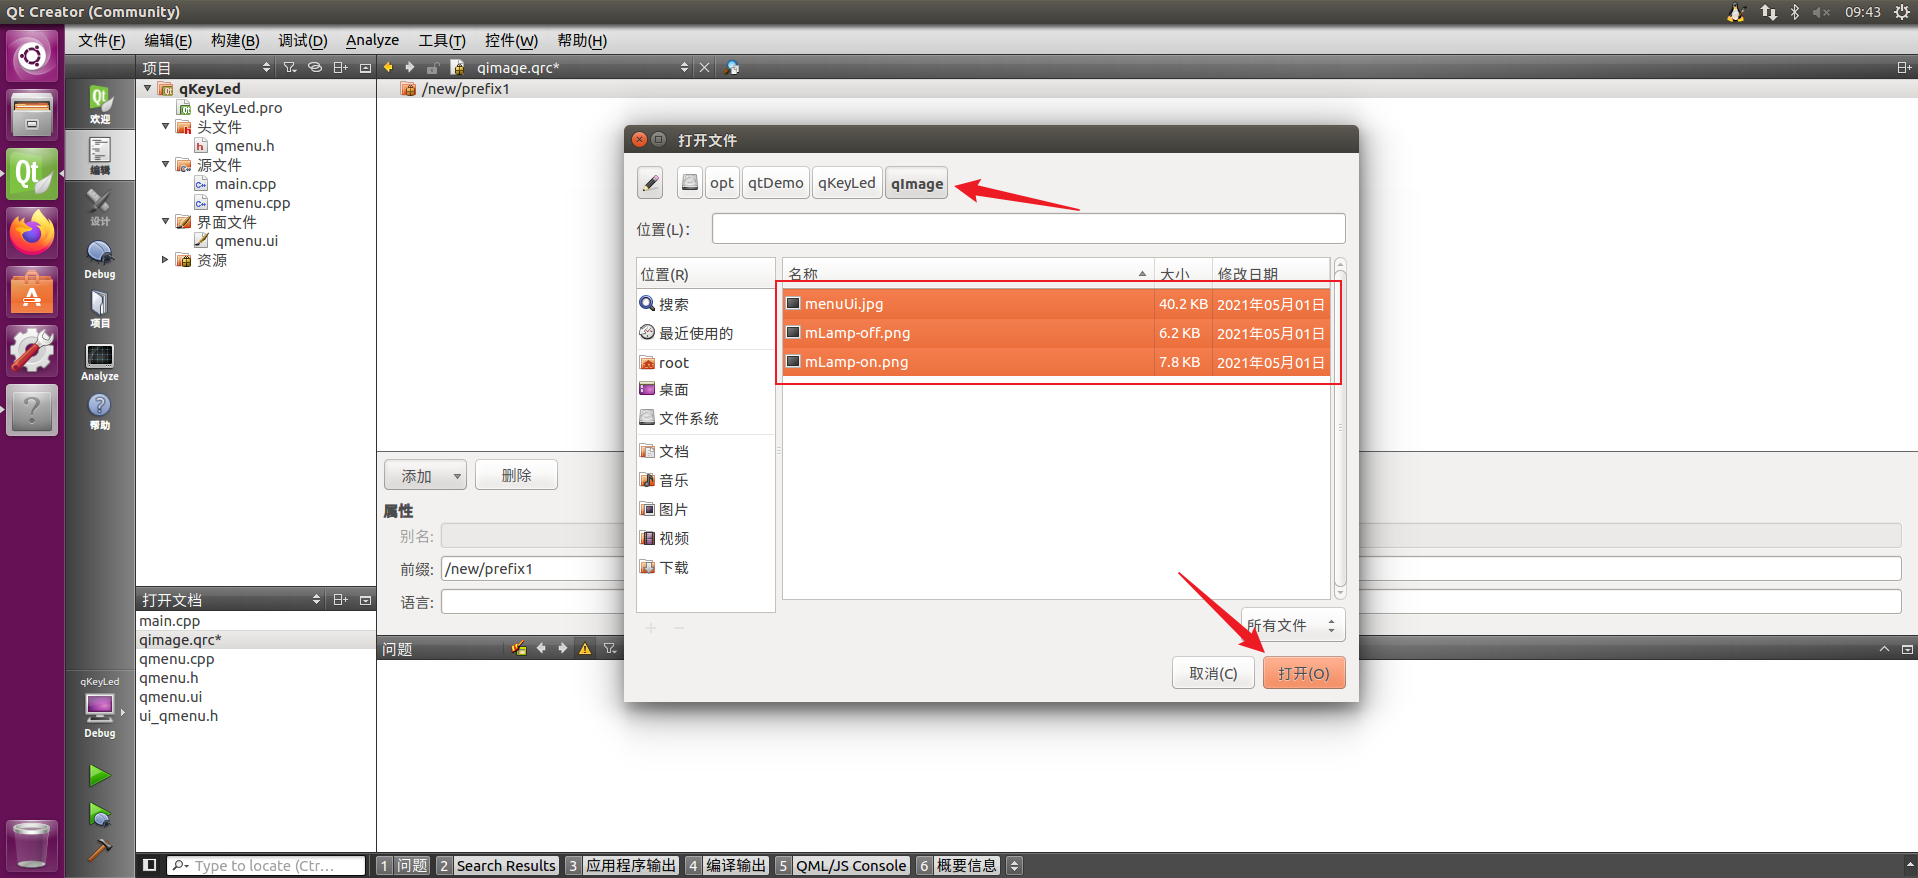 Qt Creator (Community)
09:43
文件(F) 编辑(E) 构建(B) 调试(D) Analyze 工具(T) 控件(W) 帮助(H)
项目
qimage.qrc*
qKeyLed
qKeyLed.pro
头文件
qmenu.h
源文件
main.cpp
qmenu.cpp
界面文件
qmenu.ui
资源
Qt
欢迎
编辑
设计
Debug
项目
Analyze
帮助
/new/prefix1
打开文件
opt qtDemo qKeyLed qImage
位置(L):
位置(R)
搜索
最近使用的
root
桌面
文件系统
文档
音乐
图片
视频
下载
名称 大小 修改日期
menuUi.jpg 40.2 KB 2021年05月01日
mLamp-off.png 6.2 KB 2021年05月01日
mLamp-on.png 7.8 KB 2021年05月01日
所有文件
取消(C) 打开(O)
添加 删除
属性
别名:
前缀: /new/prefix1
语言:
打开文档
main.cpp
qimage.qrc*
qmenu.cpp
qmenu.h
qmenu.ui
ui_qmenu.h
问题
qKeyLed
Debug
Type to locate (Ctr...
1 问题 2 Search Results 3 应用程序输出 4 编译输出 5 QML/JS Console 6 概要信息